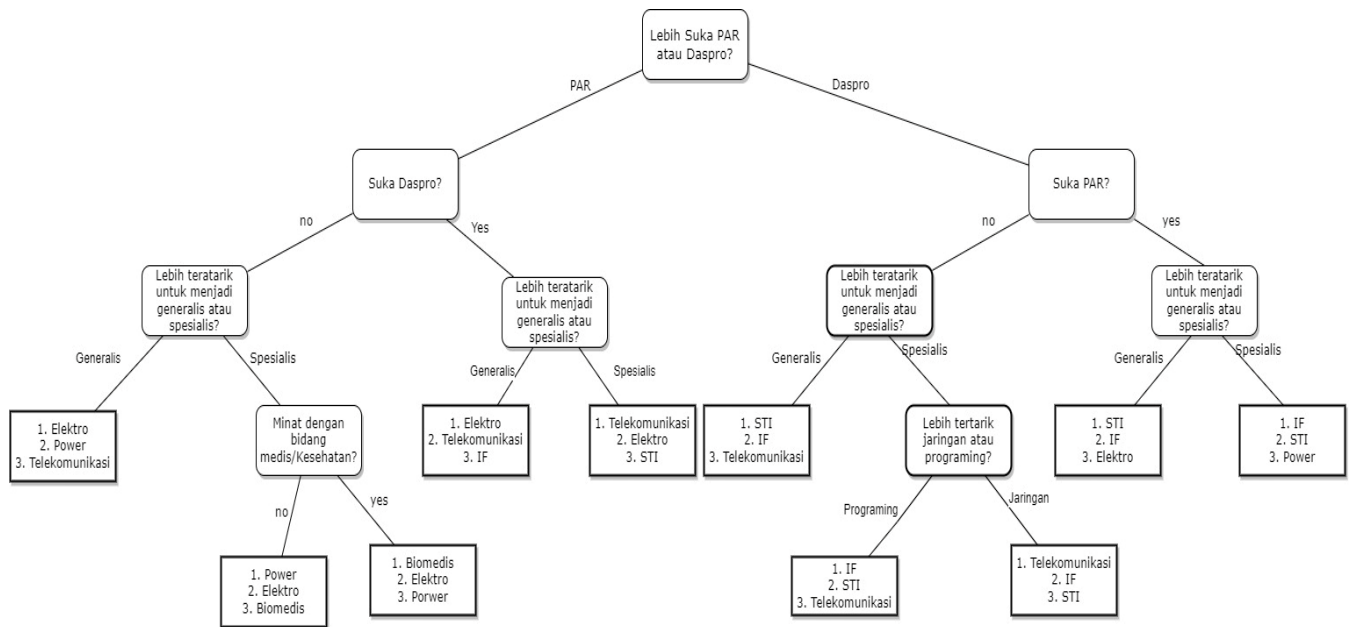 Lebih Suka PAR
atau Daspro?
PAR
Daspro
Suka Daspro?
Suka PAR?
no
Yes
no
yes
Lebih teratarik
untuk menjadi
generalis atau
spesialis?
Lebih teratarik
untuk menjadi
generalis atau
spesialis?
Lebih teratarik
untuk menjadi
generalis atau
spesialis?
Lebih teratarik
untuk menjadi
generalis atau
spesialis?
Generalis
Spesialis
Generalis
Spesialis
Generalis
Spesialis
Generalis
Spesialis
1. Elektro
2. Power
3. Telekomunikasi
Minat dengan
bidang
medis/Kesehatan?
1. Elektro
2. Telekomunikasi
3. IF
1. Telekomunikasi
2. Elektro
3. STI
1. STI
2. IF
3. Telekomunikasi
Lebih tertarik
jaringan atau
programing?
1. STI
2. IF
3. Elektro
1. IF
2. STI
3. Power
no
yes
Programing
Jaringan
1. Power
2. Elektro
3. Biomedis
1. Biomedis
2. Elektro
3. Porwer
1. IF
2. STI
3. Telekomunikasi
1. Telekomunikasi
2. IF
3. STI